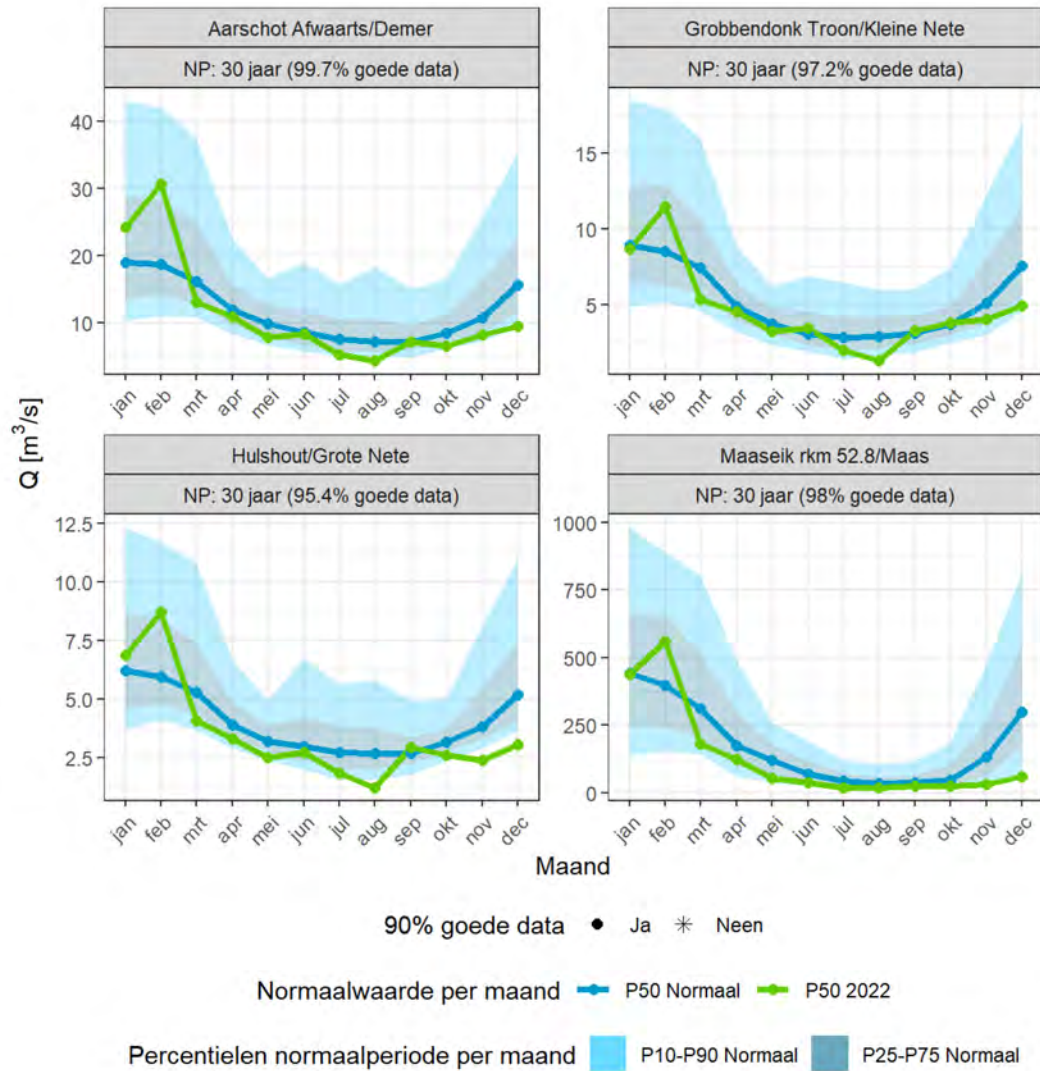 Aarschot Afwaarts/Demer
NP: 30 jaar (99.7% goede data)
40
30
20
10
jan feb mrt apr mei jun jul aug sep okt nov dec
Grobbendonk Troon/Kleine Nete
NP: 30 jaar (97.2% goede data)
15
10
5
jan feb mrt apr mei jun jul aug sep okt nov dec
Q [m³/s]
Hulshout/Grote Nete
NP: 30 jaar (95.4% goede data)
12.5
10.0
7.5
5.0
2.5
jan feb mrt apr mei jun jul aug sep okt nov dec
Maaseik rkm 52.8/Maas
NP: 30 jaar (98% goede data)
1000
750
500
250
0
jan feb mrt apr mei jun jul aug sep okt nov dec
Maand
90% goede data Ja Neen
Normaalwaarde per maand P50 Normaal P50 2022
Percentielen normaalperiode per maand P10-P90 Normaal P25-P75 Normaal